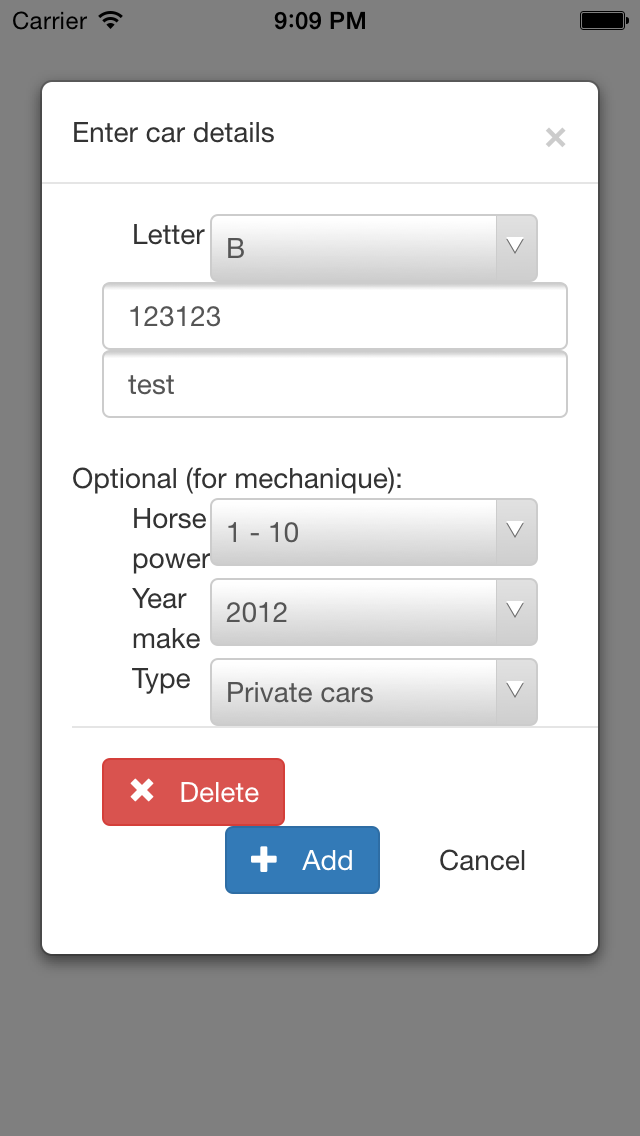 Carrier 9:09 PM
Enter car details ×
Letter B
123123
test
Optional (for mechanique):
Horse power 1 - 10
Year make 2012
Type Private cars
Delete
Add Cancel